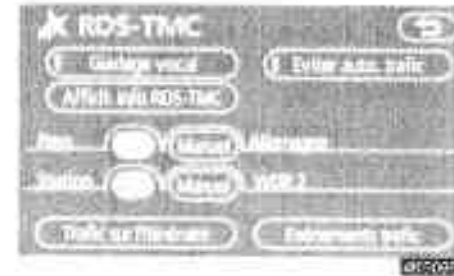 RDS-TMC
Guidage vocal
Eviter auto. trafic
Affich. info RDS-TMC
Pays Manuel Allemagne
Station Manuel WDR 2
Trafic sur itinéraire
Evénements trafic